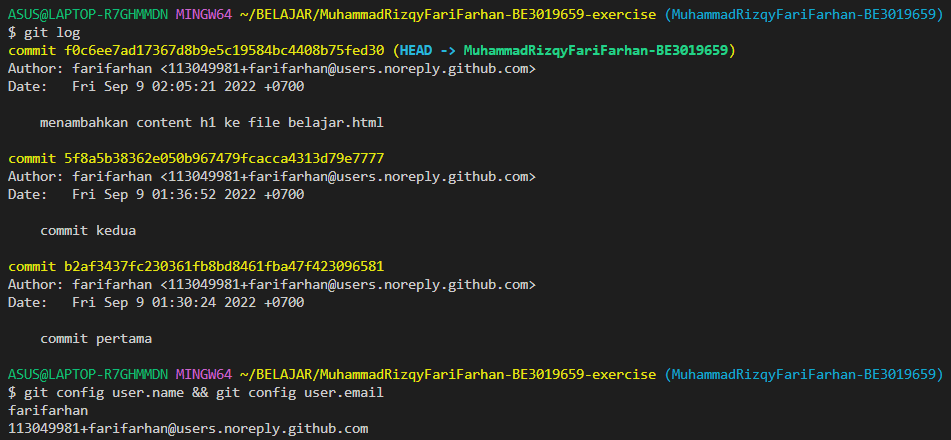 ASUS@LAPTOP-R7GHMMDN MINGW64 ~/BELAJAR/MuhammadRizqyFariFarhan-BE3019659-exercise (MuhammadRizqyFariFarhan-BE3019659)
$ git log
commit f0c6ee7ad17367d8b9e5c19584bc4408b75fed30 (HEAD -> MuhammadRizqyFariFarhan-BE3019659)
Author: farifarhan <113049981+farifarhan@users.noreply.github.com>
Date:   Fri Sep 9 02:05:21 2022 +0700
    menambahkan content h1 ke file belajar.html
commit 5f8a5b38362e050b967479fcacca4313d79e7777
Author: farifarhan <113049981+farifarhan@users.noreply.github.com>
Date:   Fri Sep 9 01:36:52 2022 +0700
    commit kedua
commit b2af3437fc230361fb8bd8461fba47f423096581
Author: farifarhan <113049981+farifarhan@users.noreply.github.com>
Date:   Fri Sep 9 01:30:24 2022 +0700
    commit pertama
ASUS@LAPTOP-R7GHMMDN MINGW64 ~/BELAJAR/MuhammadRizqyFariFarhan-BE3019659-exercise (MuhammadRizqyFariFarhan-BE3019659)
$ git config user.name && git config user.email
farifarhan
113049981+farifarhan@users.noreply.github.com